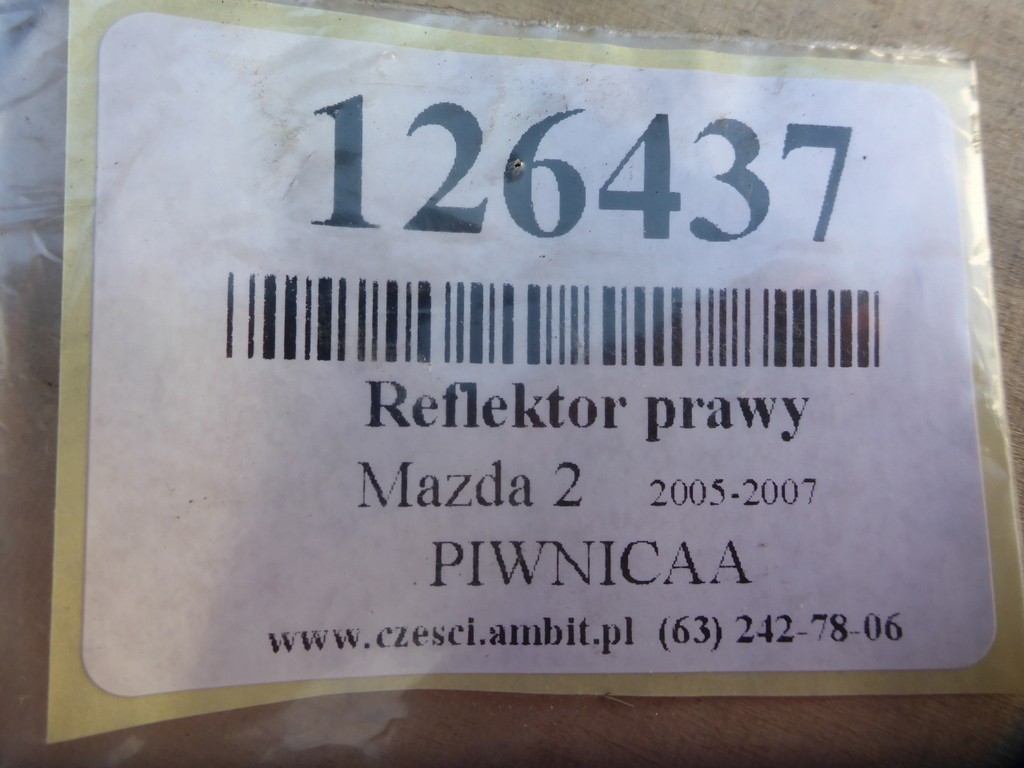 126437
Reflektor prawy
Mazda 2 2005-2007
PIWNICAA
www.czesci.ambit.pl (63) 242-78-06